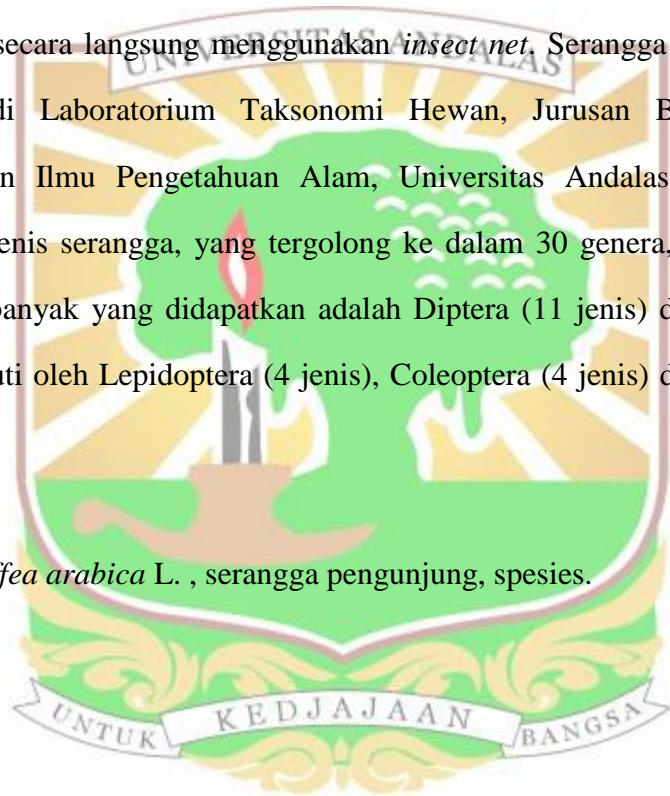 secara langsung menggunakan insect net. Serangga
UNIVERSITAS ANDALAS
di Laboratorium Taksonomi Hewan, Jurusan B
n Ilmu Pengetahuan Alam, Universitas Andalas
enis serangga, yang tergolong ke dalam 30 genera,
banyak yang didapatkan adalah Diptera (11 jenis) d
uti oleh Lepidoptera (4 jenis), Coleoptera (4 jenis) d
ffea arabica L. , serangga pengunjung, spesies.
UNTUK KEDJAJAAN BANGSA